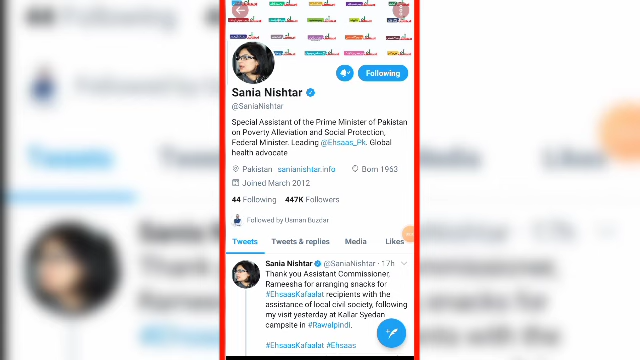 Following
Sania Nishtar
@SaniaNishtar
Special Assistant of the Prime Minister of Pakistan
on Poverty Alleviation and Social Protection,
Federal Minister. Leading @Ehsaas_Pk. Global
health advocate
Pakistan sanianishtar.info Born 1963
Joined March 2012
44 Following 447K Followers
Followed by Usman Buzdar
Tweets Tweets & replies Media Likes
Sania Nishtar @SaniaNishtar · 17h
Thank you Assistant Commissioner,
Rameesha for arranging snacks for
#EhsaasKafaalat recipients with the
assistance of local civil society, following
my visit yesterday at Kallar Syedan
campsite in #Rawalpindi.
#EhsaasKafaalat #Ehsaas